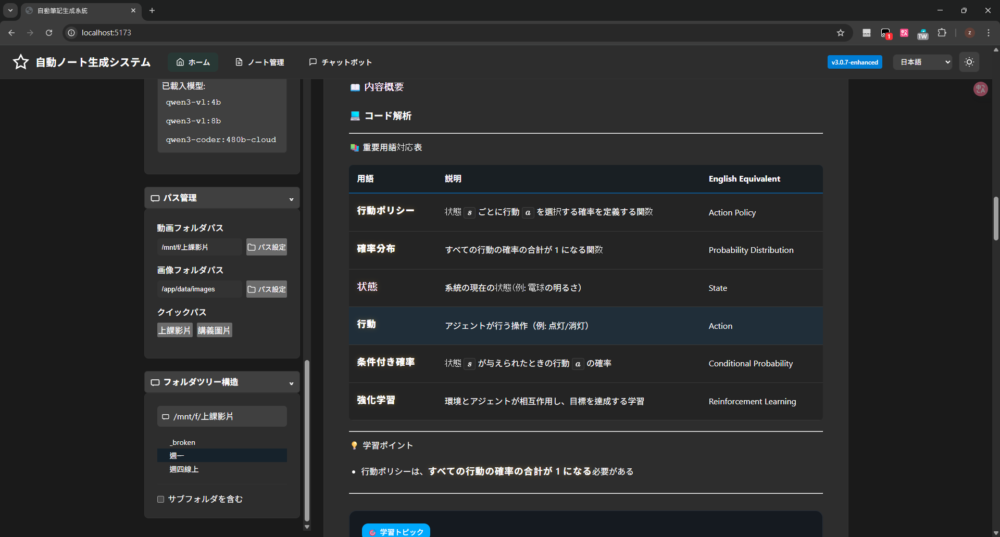 自動筆記生成系統
localhost:5173
1
TW
z
自動ノート生成システム
ホーム
ノート管理
チャットボット
v3.0.7-enhanced
日本語
已載入模型:
qwen3-vl:4b
qwen3-vl:8b
qwen3-coder:480b-cloud
パス管理
動画フォルダパス
/mnt/f/上課影片
パス設定
画像フォルダパス
/app/data/images
パス設定
クイックパス
上課影片 講義圖片
フォルダツリー構造
/mnt/f/上課影片
_broken
週一
週四線上
サブフォルダを含む
📖 内容概要
💻 コード解析
📚 重要用語対応表
用語 説明 English Equivalent
行動ポリシー 状態 s ごとに行動 a を選択する確率を定義する関数 Action Policy
確率分布 すべての行動の確率の合計が 1 になる関数 Probability Distribution
状態 系統の現在の状態(例: 電球の明るさ) State
行動 アジェントが行う操作（例: 点灯/消灯） Action
条件付き確率 状態 s が与えられたときの行動 a の確率 Conditional Probability
強化学習 環境とアジェントが相互作用し、目標を達成する学習 Reinforcement Learning
💡 学習ポイント
• 行動ポリシーは、すべての行動の確率の合計が 1 になる必要がある
🎯 学習トピック